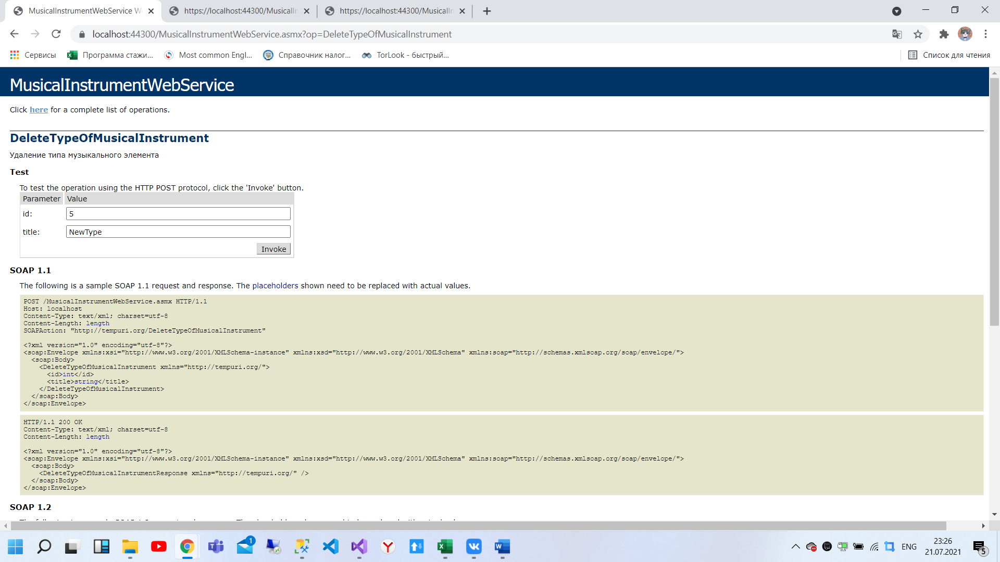 MusicalInstrumentWebService W
https://localhost:44300/MusicalIn
https://localhost:44300/MusicalIn
localhost:44300/MusicalInstrumentWebService.asmx?op=DeleteTypeOfMusicalInstrument
Сервисы
Программа стажи...
Most common Engl...
Справочник налог...
TorLook - быстрый...
Список для чтения
MusicalInstrumentWebService
Click here for a complete list of operations.
DeleteTypeOfMusicalInstrument
Удаление типа музыкального элемента
Test
To test the operation using the HTTP POST protocol, click the 'Invoke' button.
Parameter Value
id: 5
title: NewType
Invoke
SOAP 1.1
The following is a sample SOAP 1.1 request and response. The placeholders shown need to be replaced with actual values.
POST /MusicalInstrumentWebService.asmx HTTP/1.1
Host: localhost
Content-Type: text/xml; charset=utf-8
Content-Length: length
SOAPAction: "http://tempuri.org/DeleteTypeOfMusicalInstrument"
<?xml version="1.0" encoding="utf-8"?>
<soap:Envelope xmlns:xsi="http://www.w3.org/2001/XMLSchema-instance" xmlns:xsd="http://www.w3.org/2001/XMLSchema" xmlns:soap="http://schemas.xmlsoap.org/soap/envelope/">
<soap:Body>
<DeleteTypeOfMusicalInstrument xmlns="http://tempuri.org/">
<id>int</id>
<title>string</title>
</DeleteTypeOfMusicalInstrument>
</soap:Body>
</soap:Envelope>
HTTP/1.1 200 OK
Content-Type: text/xml; charset=utf-8
Content-Length: length
<?xml version="1.0" encoding="utf-8"?>
<soap:Envelope xmlns:xsi="http://www.w3.org/2001/XMLSchema-instance" xmlns:xsd="http://www.w3.org/2001/XMLSchema" xmlns:soap="http://schemas.xmlsoap.org/soap/envelope/">
<soap:Body>
<DeleteTypeOfMusicalInstrumentResponse xmlns="http://tempuri.org/" />
</soap:Body>
</soap:Envelope>
SOAP 1.2
1
ENG
23:26
21.07.2021
5